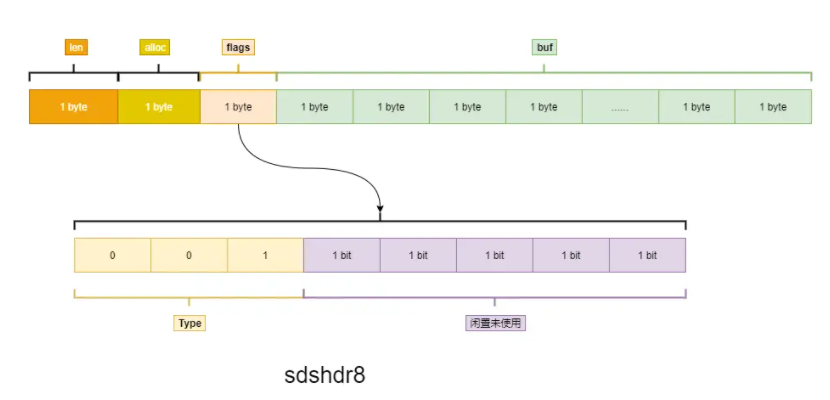 len alloc flags buf
1 byte 1 byte 1 byte 1 byte 1 byte 1 byte 1 byte ...... 1 byte 1 byte
0 0 1 1 bit 1 bit 1 bit 1 bit 1 bit
Type 闲置未使用
sdshdr8